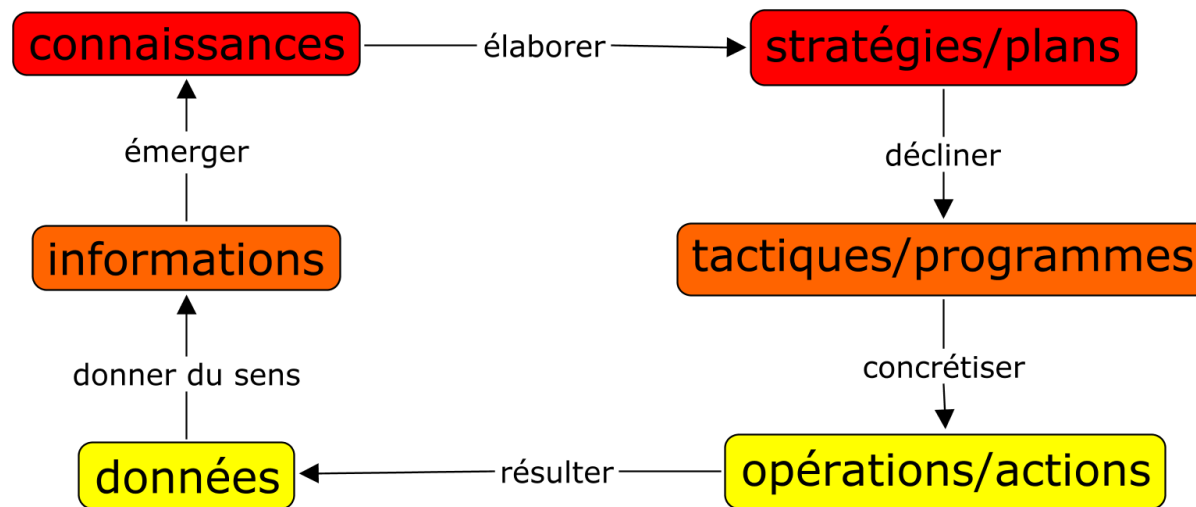 connaissances
élaborer
stratégies/plans
émerger
décliner
informations
tactiques/programmes
donner du sens
concrétiser
données
résulter
opérations/actions